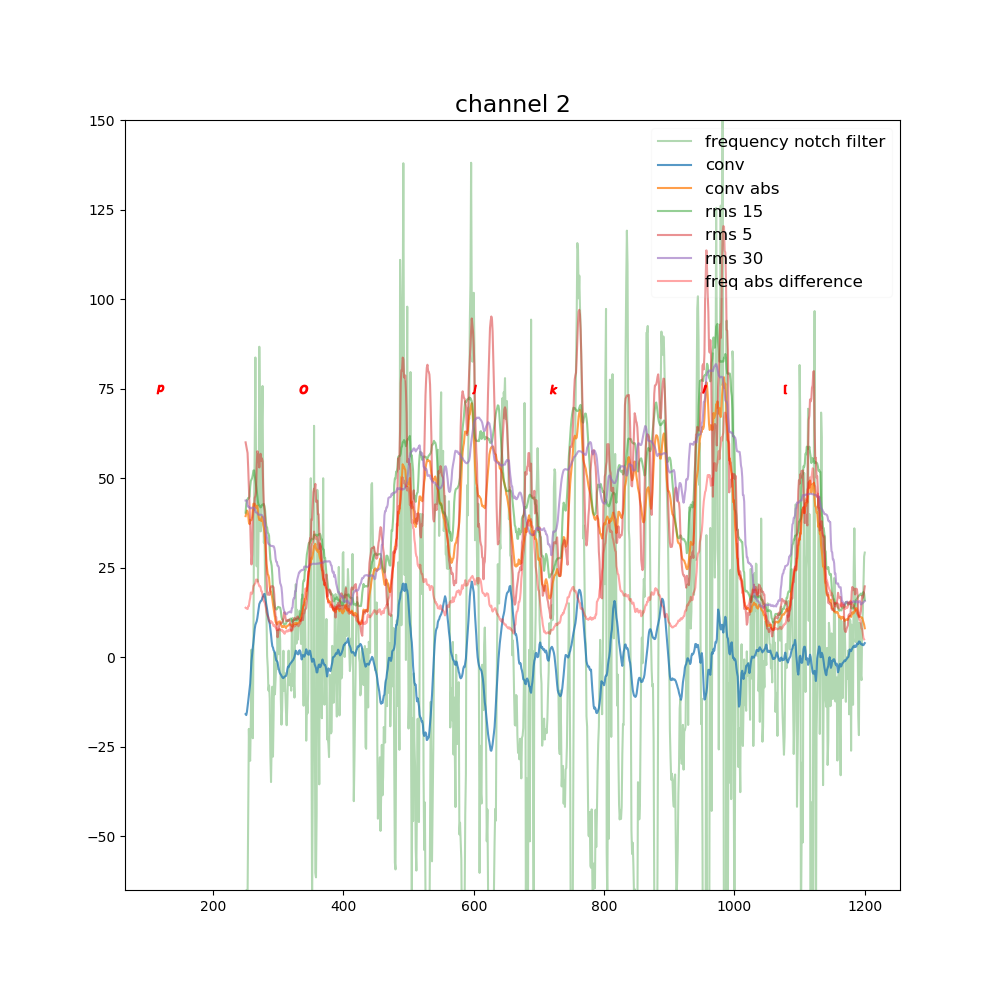 channel 2
150
125
100
75
50
25
0
−25
−50
frequency notch filter
conv
conv abs
rms 15
rms 5
rms 30
freq abs difference
p o k
200 400 600 800 1000 1200